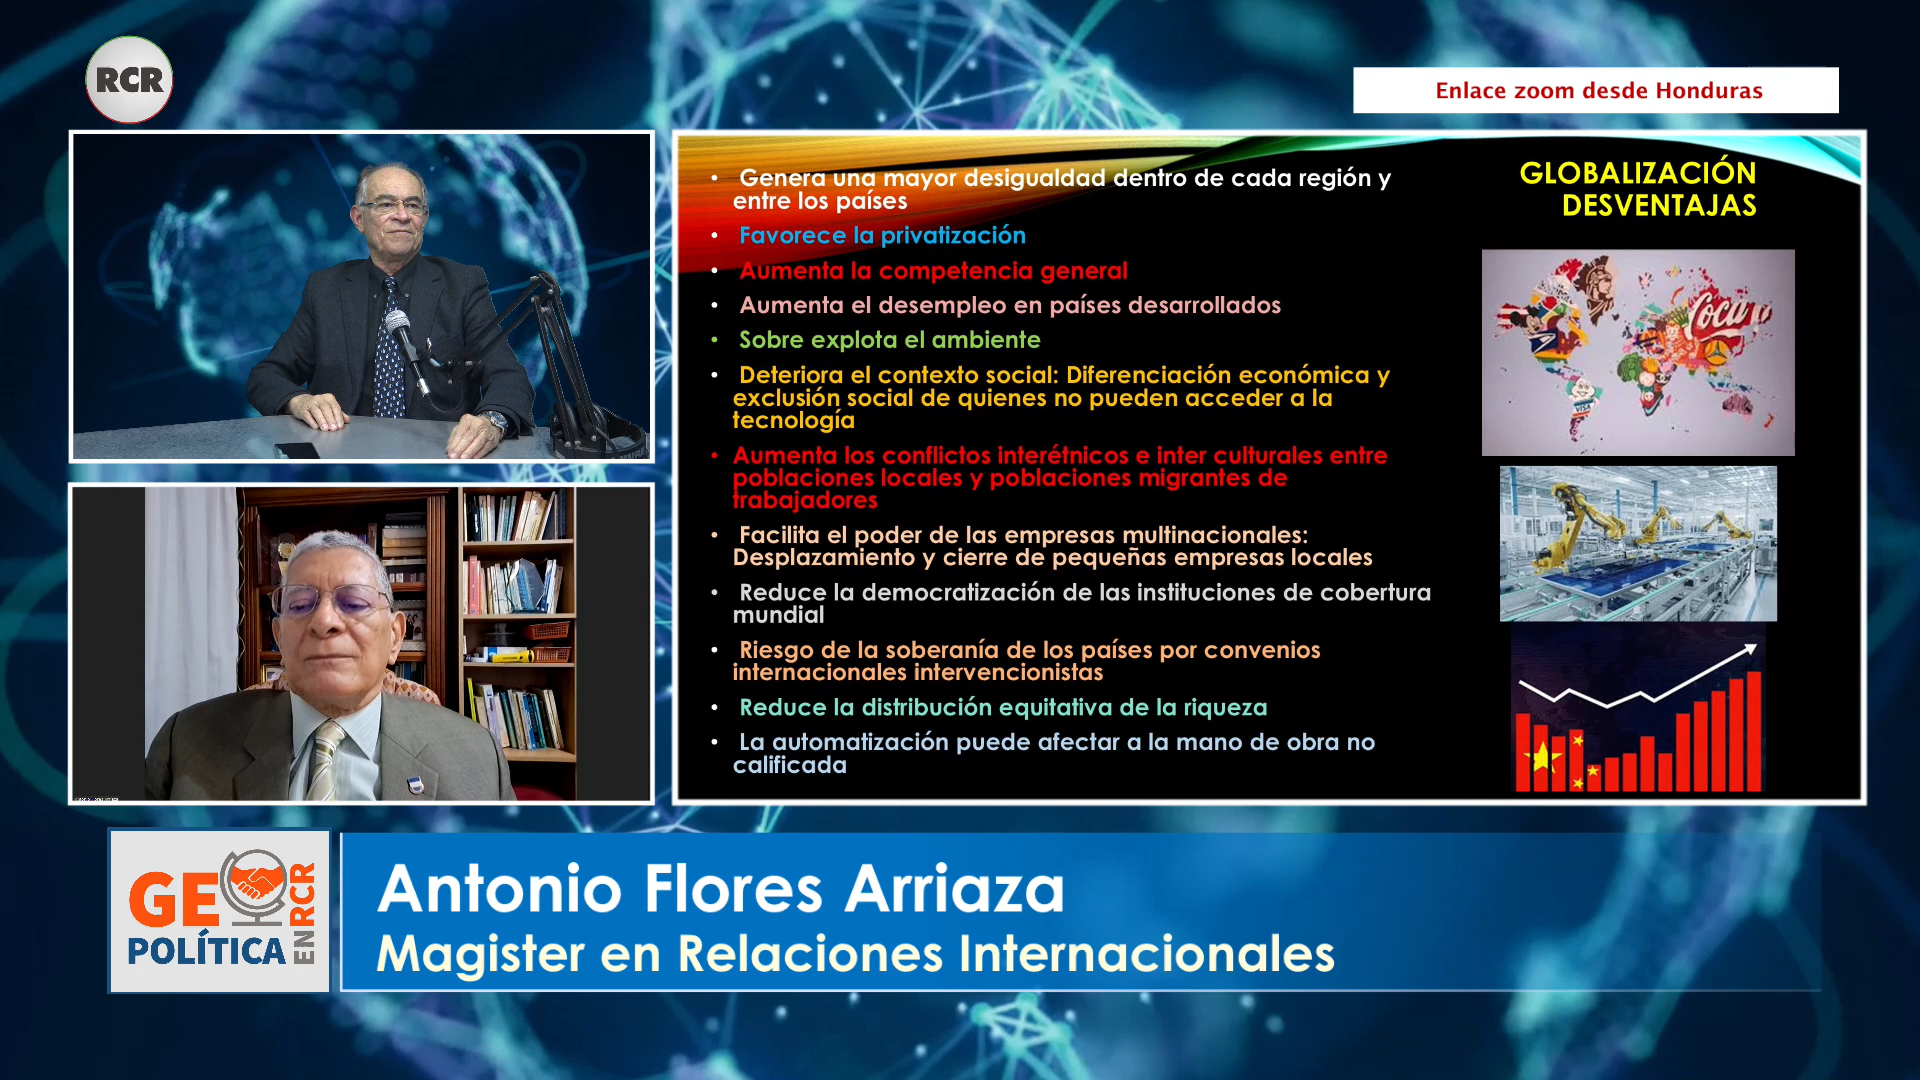 RCR
Enlace zoom desde Honduras
GLOBALIZACIÓN
DESVENTAJAS
• Genera una mayor desigualdad dentro de cada región y
entre los países
• Favorece la privatización
• Aumenta la competencia general
• Aumenta el desempleo en países desarrollados
• Sobre explota el ambiente
• Deteriora el contexto social: Diferenciación económica y
exclusión social de quienes no pueden acceder a la
tecnología
• Aumenta los conflictos interétnicos e inter culturales entre
poblaciones locales y poblaciones migrantes de
trabajadores
• Facilita el poder de las empresas multinacionales:
Desplazamiento y cierre de pequeñas empresas locales
• Reduce la democratización de las instituciones de cobertura
mundial
• Riesgo de la soberanía de los países por convenios
internacionales intervencionistas
• Reduce la distribución equitativa de la riqueza
• La automatización puede afectar a la mano de obra no
calificada
VISA
GEO
POLÍTICA
EN RCR
Antonio Flores Arriaza
Magister en Relaciones Internacionales